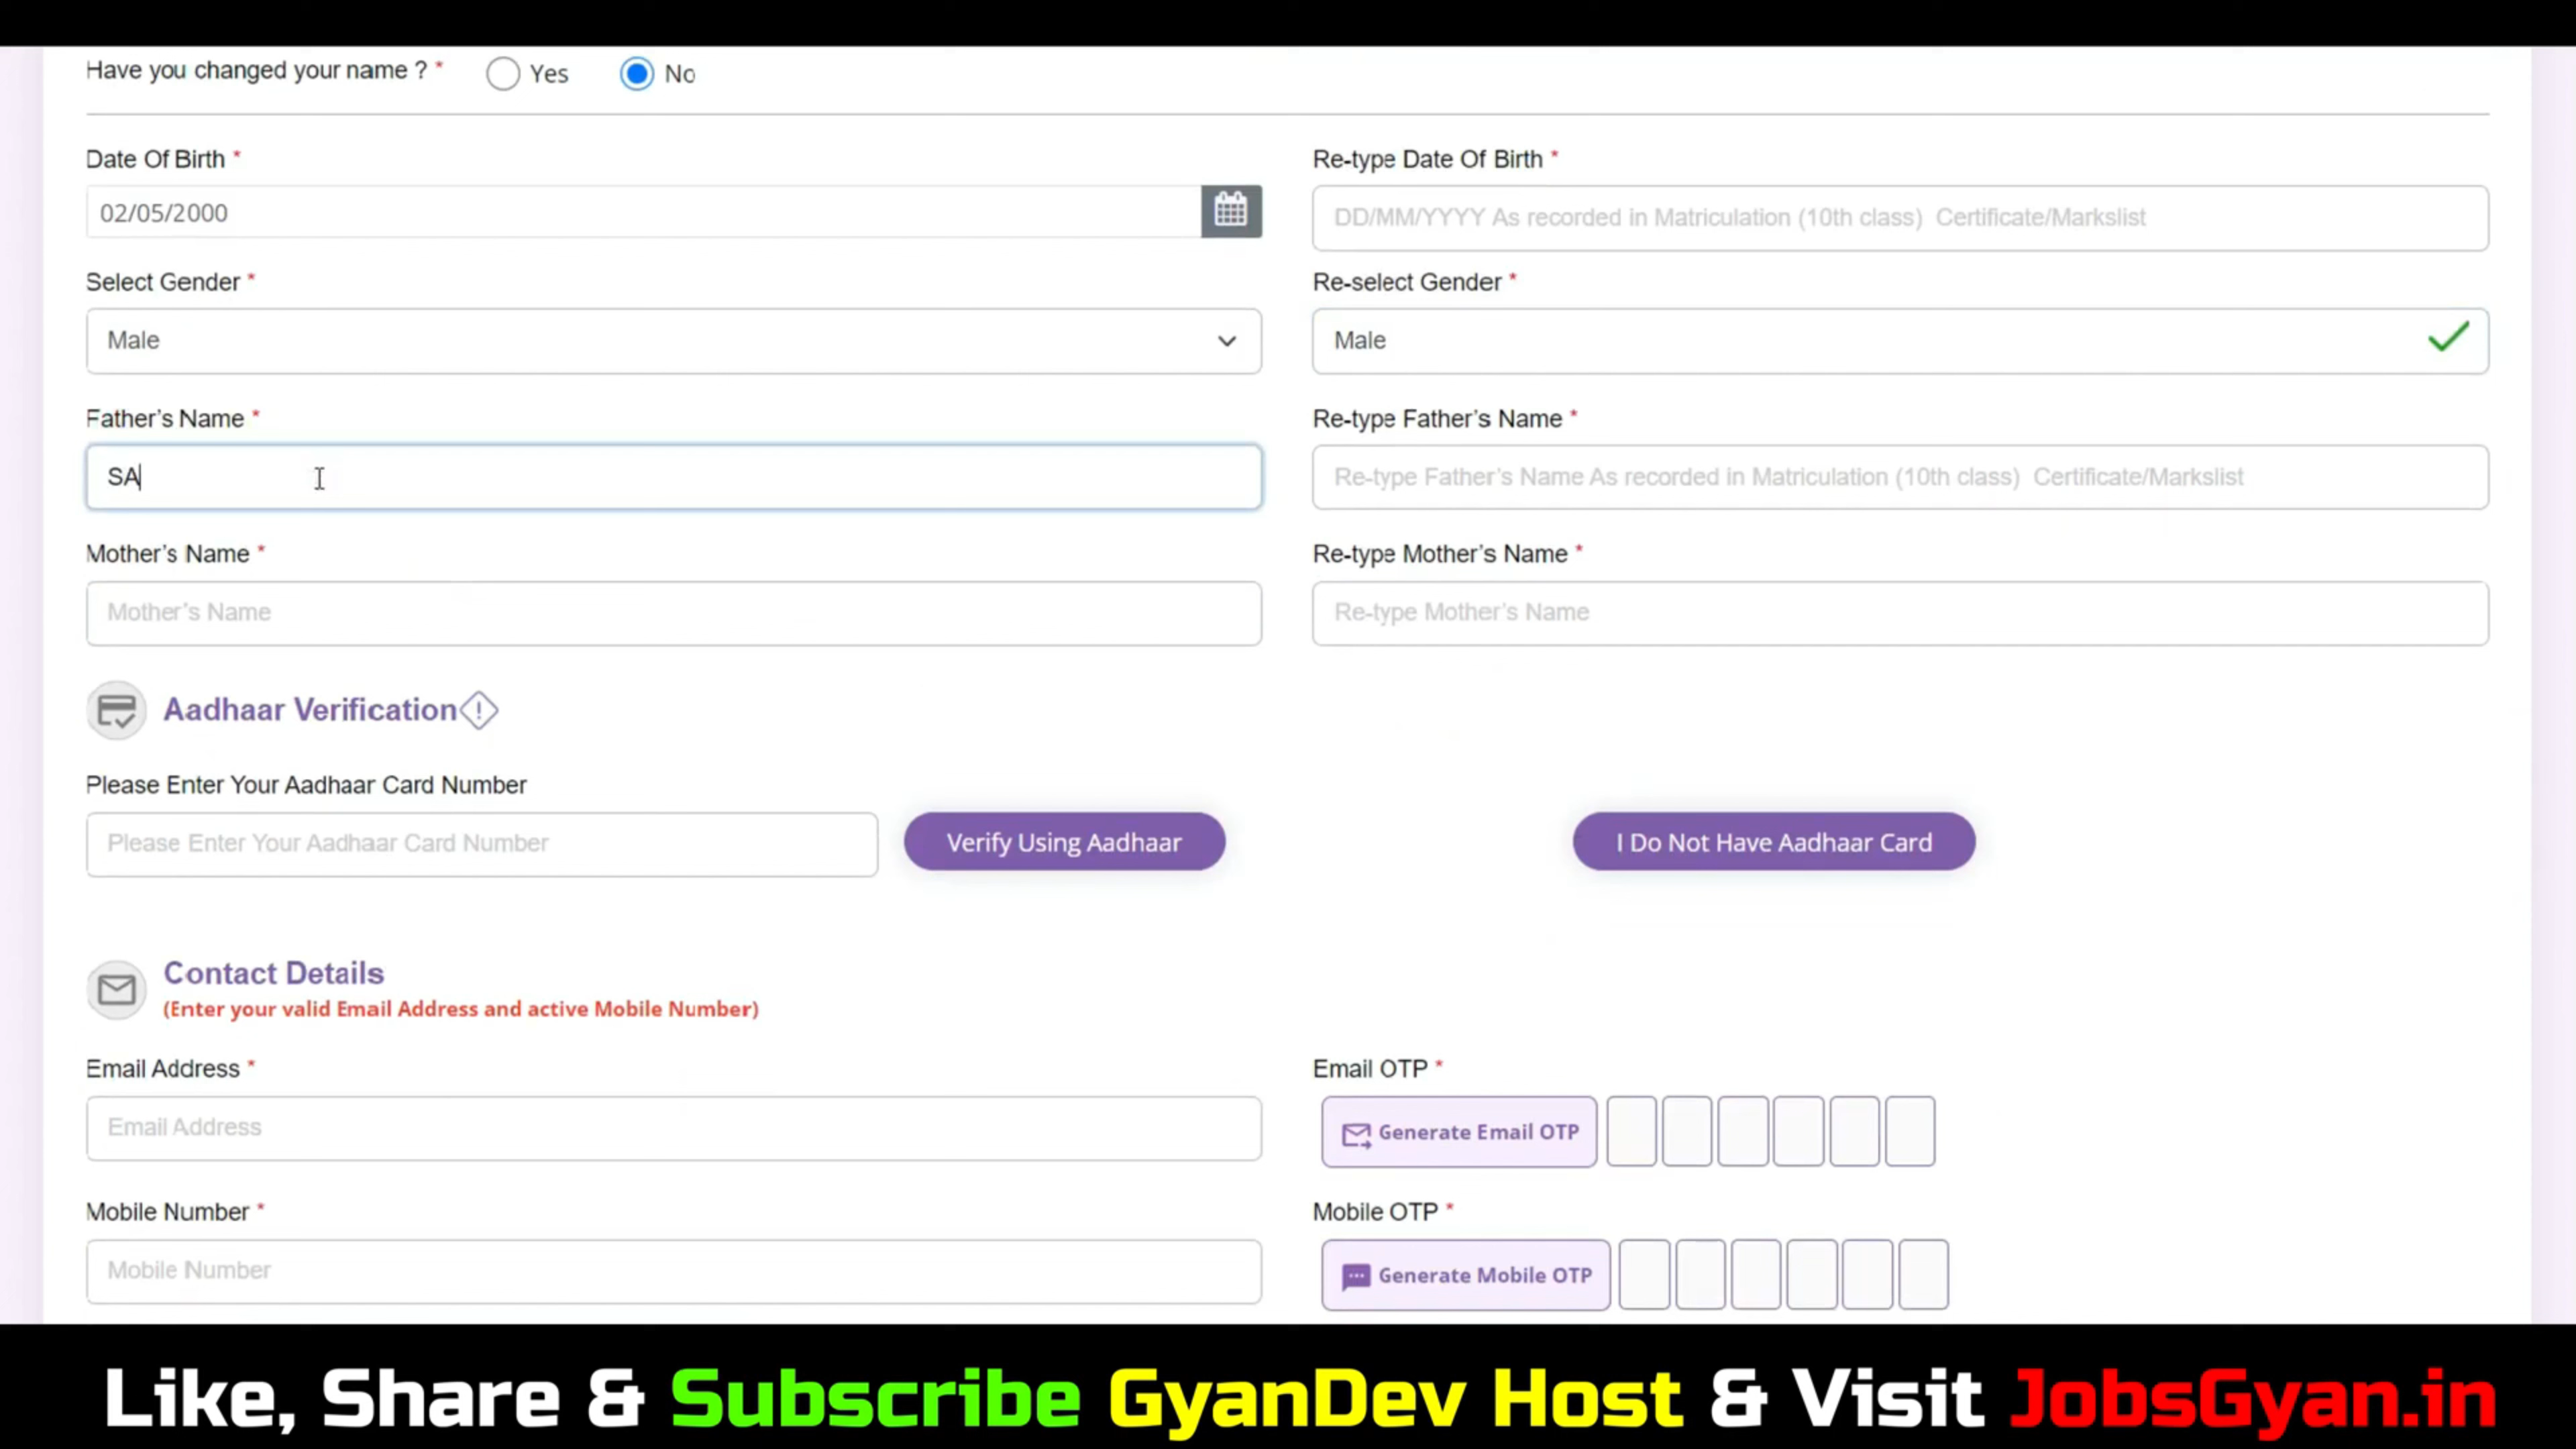 Have you changed your name ? * Yes No
Date Of Birth * Re-type Date Of Birth *
02/05/2000 DD/MM/YYYY As recorded in Matriculation (10th class) Certificate/Markslist
Select Gender * Re-select Gender *
Male Male
Father’s Name * Re-type Father’s Name *
SA Re-type Father’s Name As recorded in Matriculation (10th class) Certificate/Markslist
Mother’s Name * Re-type Mother’s Name *
Mother’s Name Re-type Mother’s Name
Aadhaar Verification
Please Enter Your Aadhaar Card Number
Please Enter Your Aadhaar Card Number Verify Using Aadhaar I Do Not Have Aadhaar Card
Contact Details
(Enter your valid Email Address and active Mobile Number)
Email Address * Email OTP *
Email Address Generate Email OTP
Mobile Number * Mobile OTP *
Mobile Number Generate Mobile OTP
Like, Share & Subscribe GyanDev Host & Visit JobsGyan.in